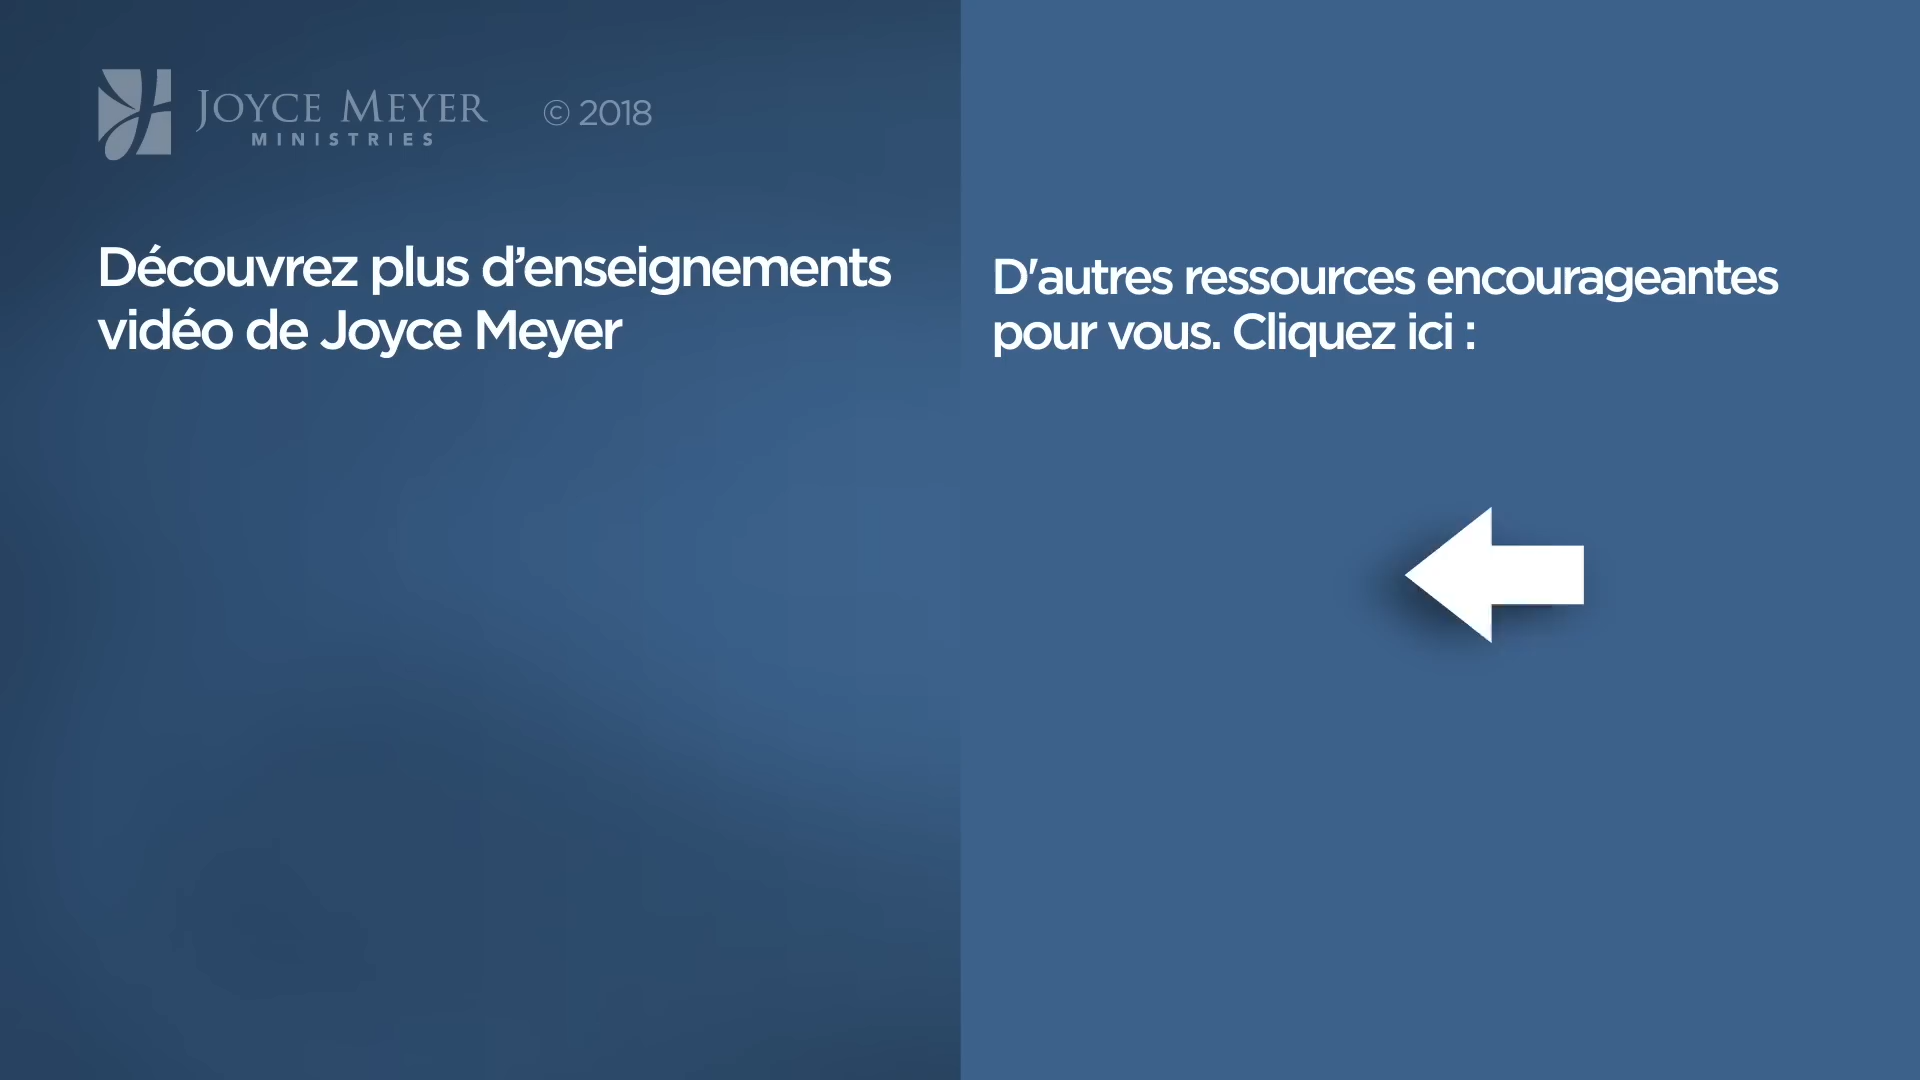 JOYCE MEYER © 2018
MINISTRIES
Découvrez plus d’enseignements
vidéo de Joyce Meyer
D'autres ressources encourageantes
pour vous. Cliquez ici :